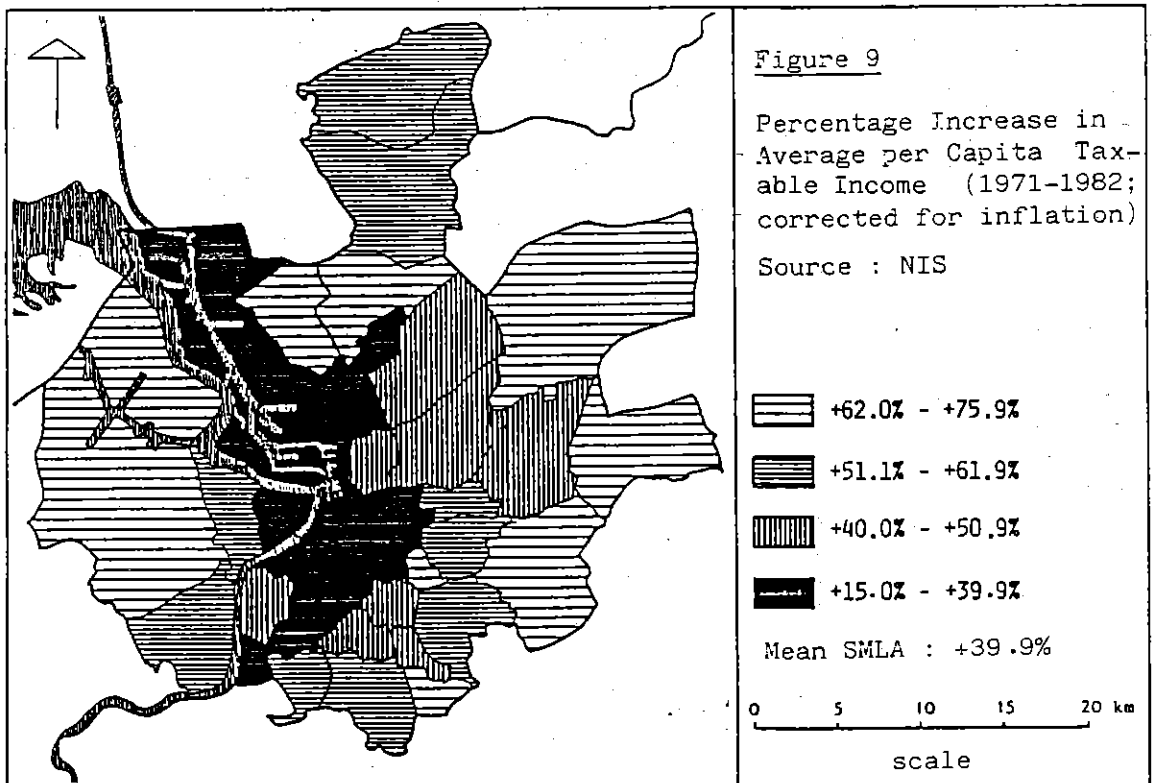 Figure 9
Percentage Increase in
Average per Capita Tax-
able Income (1971-1982;
corrected for inflation)
Source : NIS
+62.0% - +75.9%
+51.1% - +61.9%
+40.0% - +50.9%
+15.0% - +39.9%
Mean SMLA : +39.9%
0 5 10 15 20 km
scale